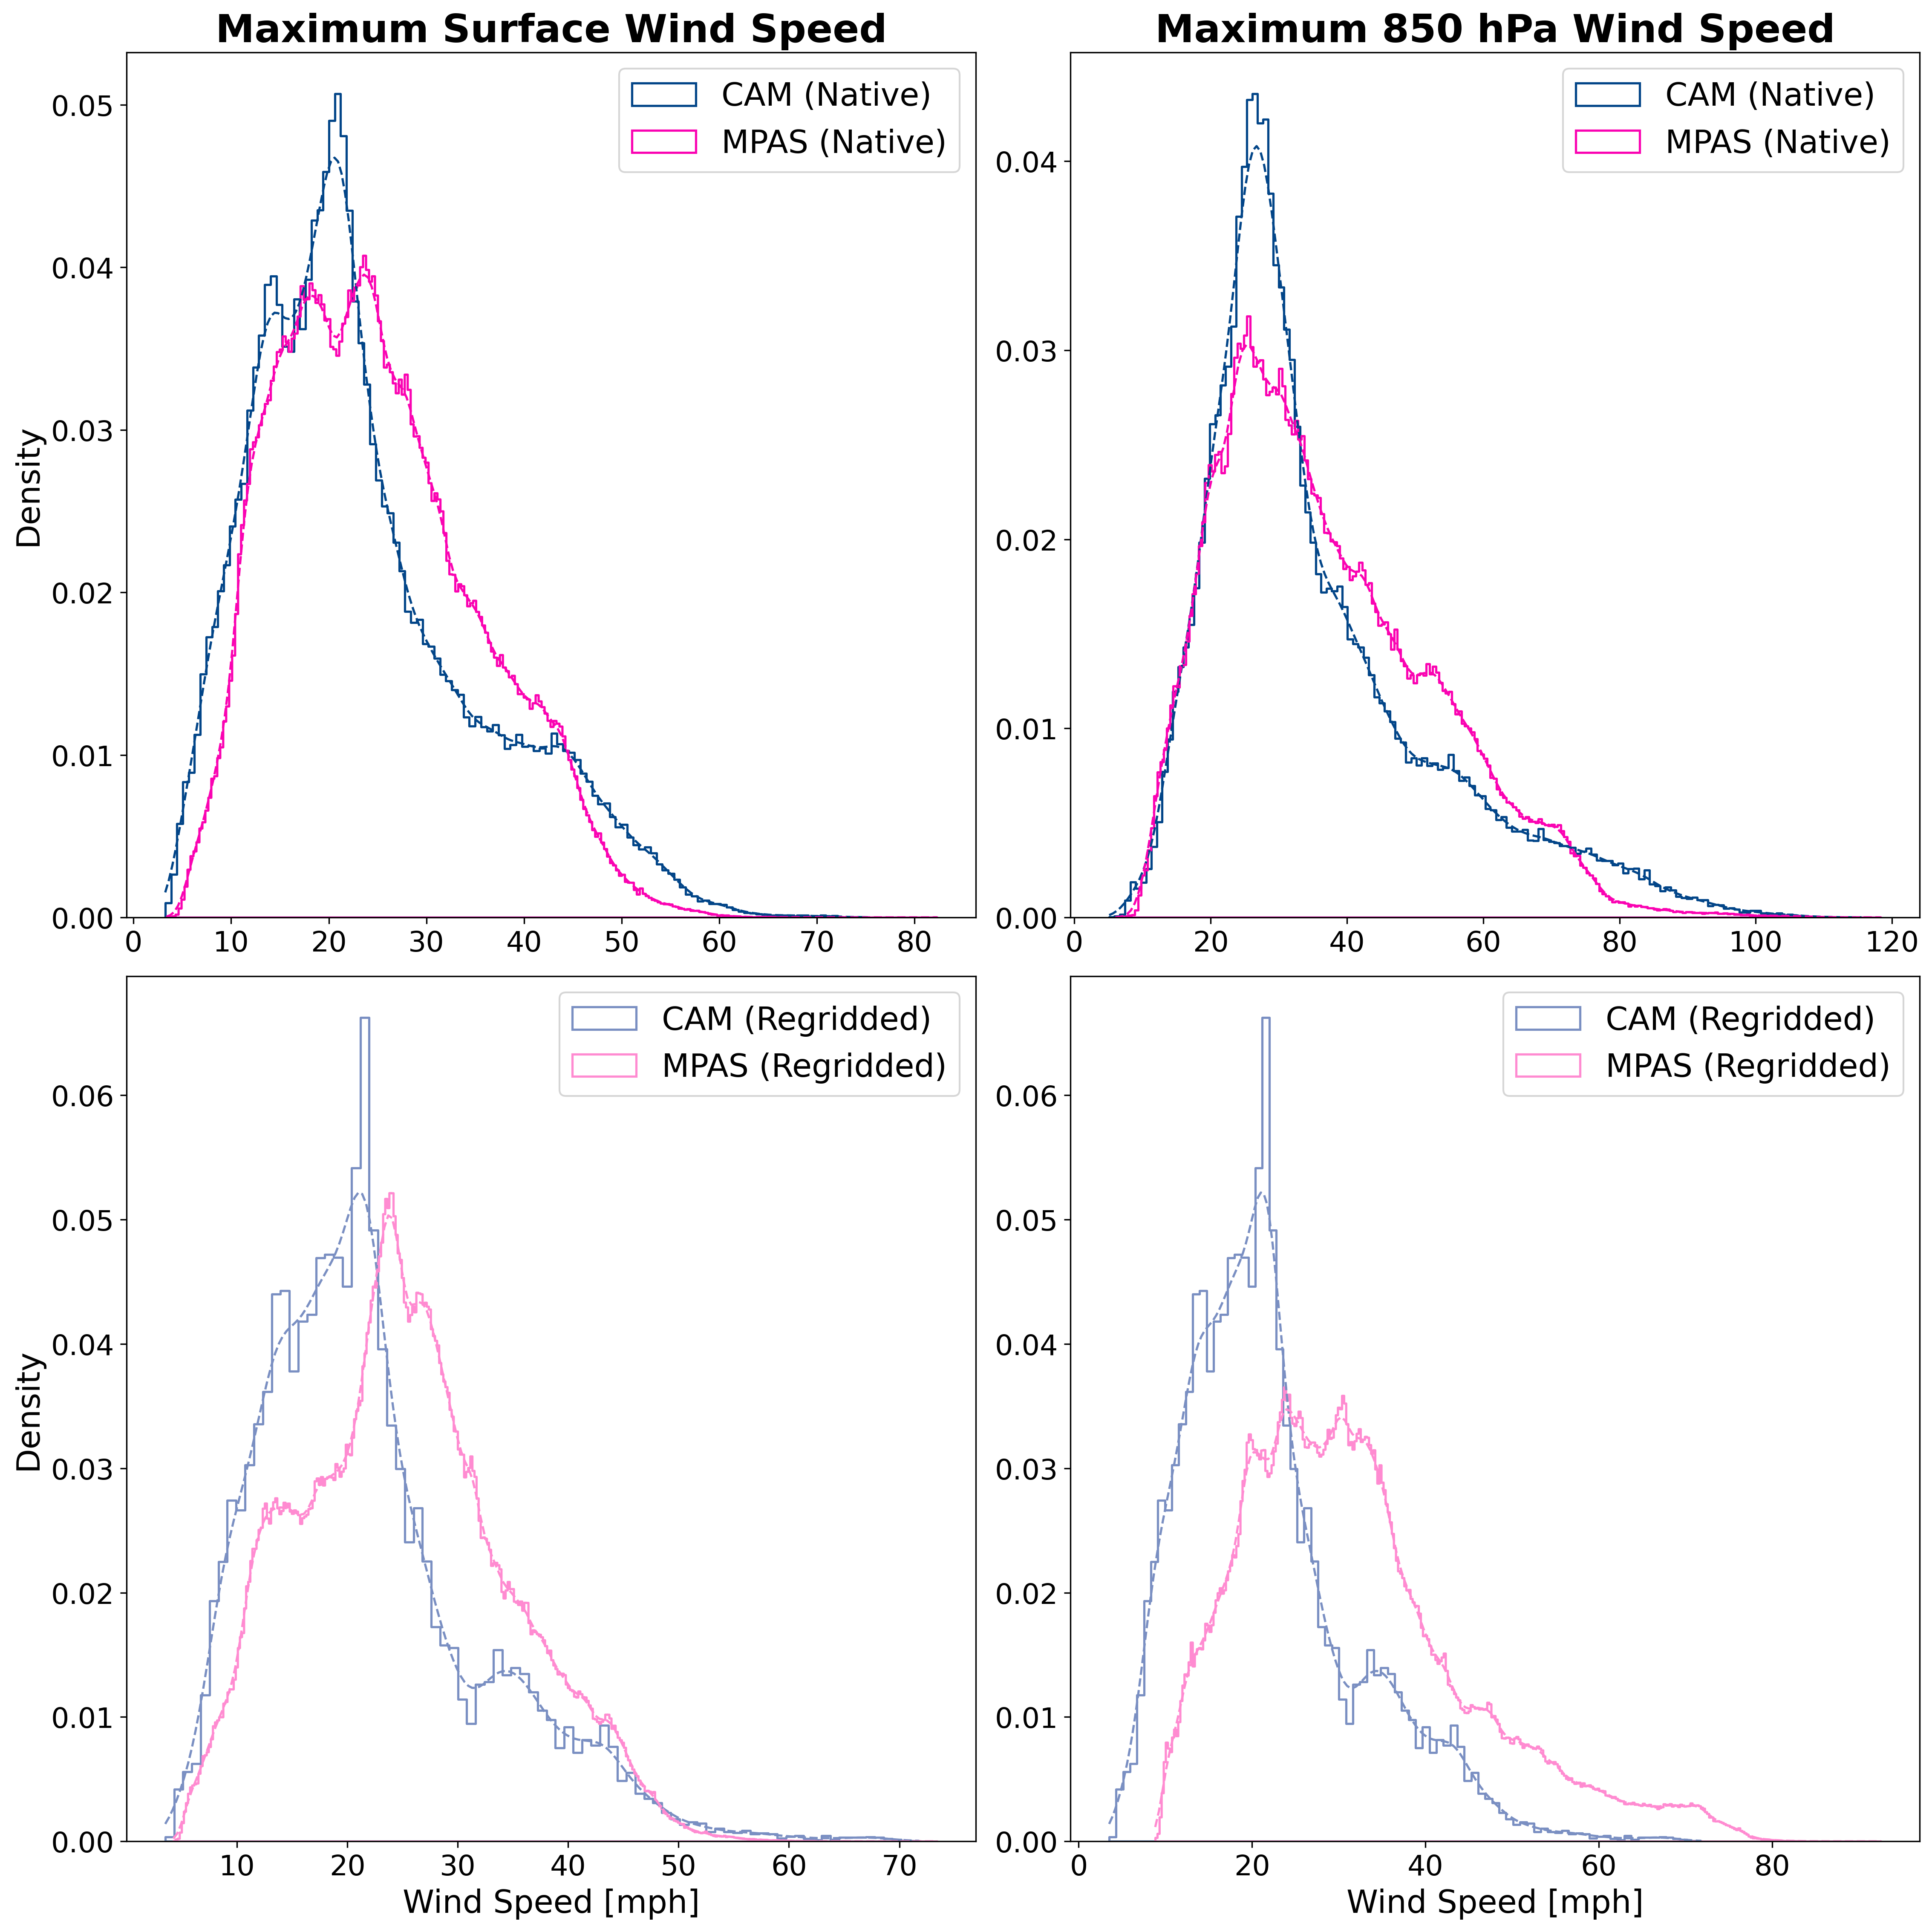 Maximum Surface Wind Speed
Maximum 850 hPa Wind Speed
CAM (Native)
MPAS (Native)
CAM (Native)
MPAS (Native)
Density
0.05
0.04
0.03
0.02
0.01
0.00
0 10 20 30 40 50 60 70 80
0.04
0.03
0.02
0.01
0.00
0 20 40 60 80 100 120
CAM (Regridded)
MPAS (Regridded)
CAM (Regridded)
MPAS (Regridded)
Density
0.06
0.05
0.04
0.03
0.02
0.01
0.00
10 20 30 40 50 60 70
Wind Speed [mph]
0.06
0.05
0.04
0.03
0.02
0.01
0.00
0 20 40 60 80
Wind Speed [mph]